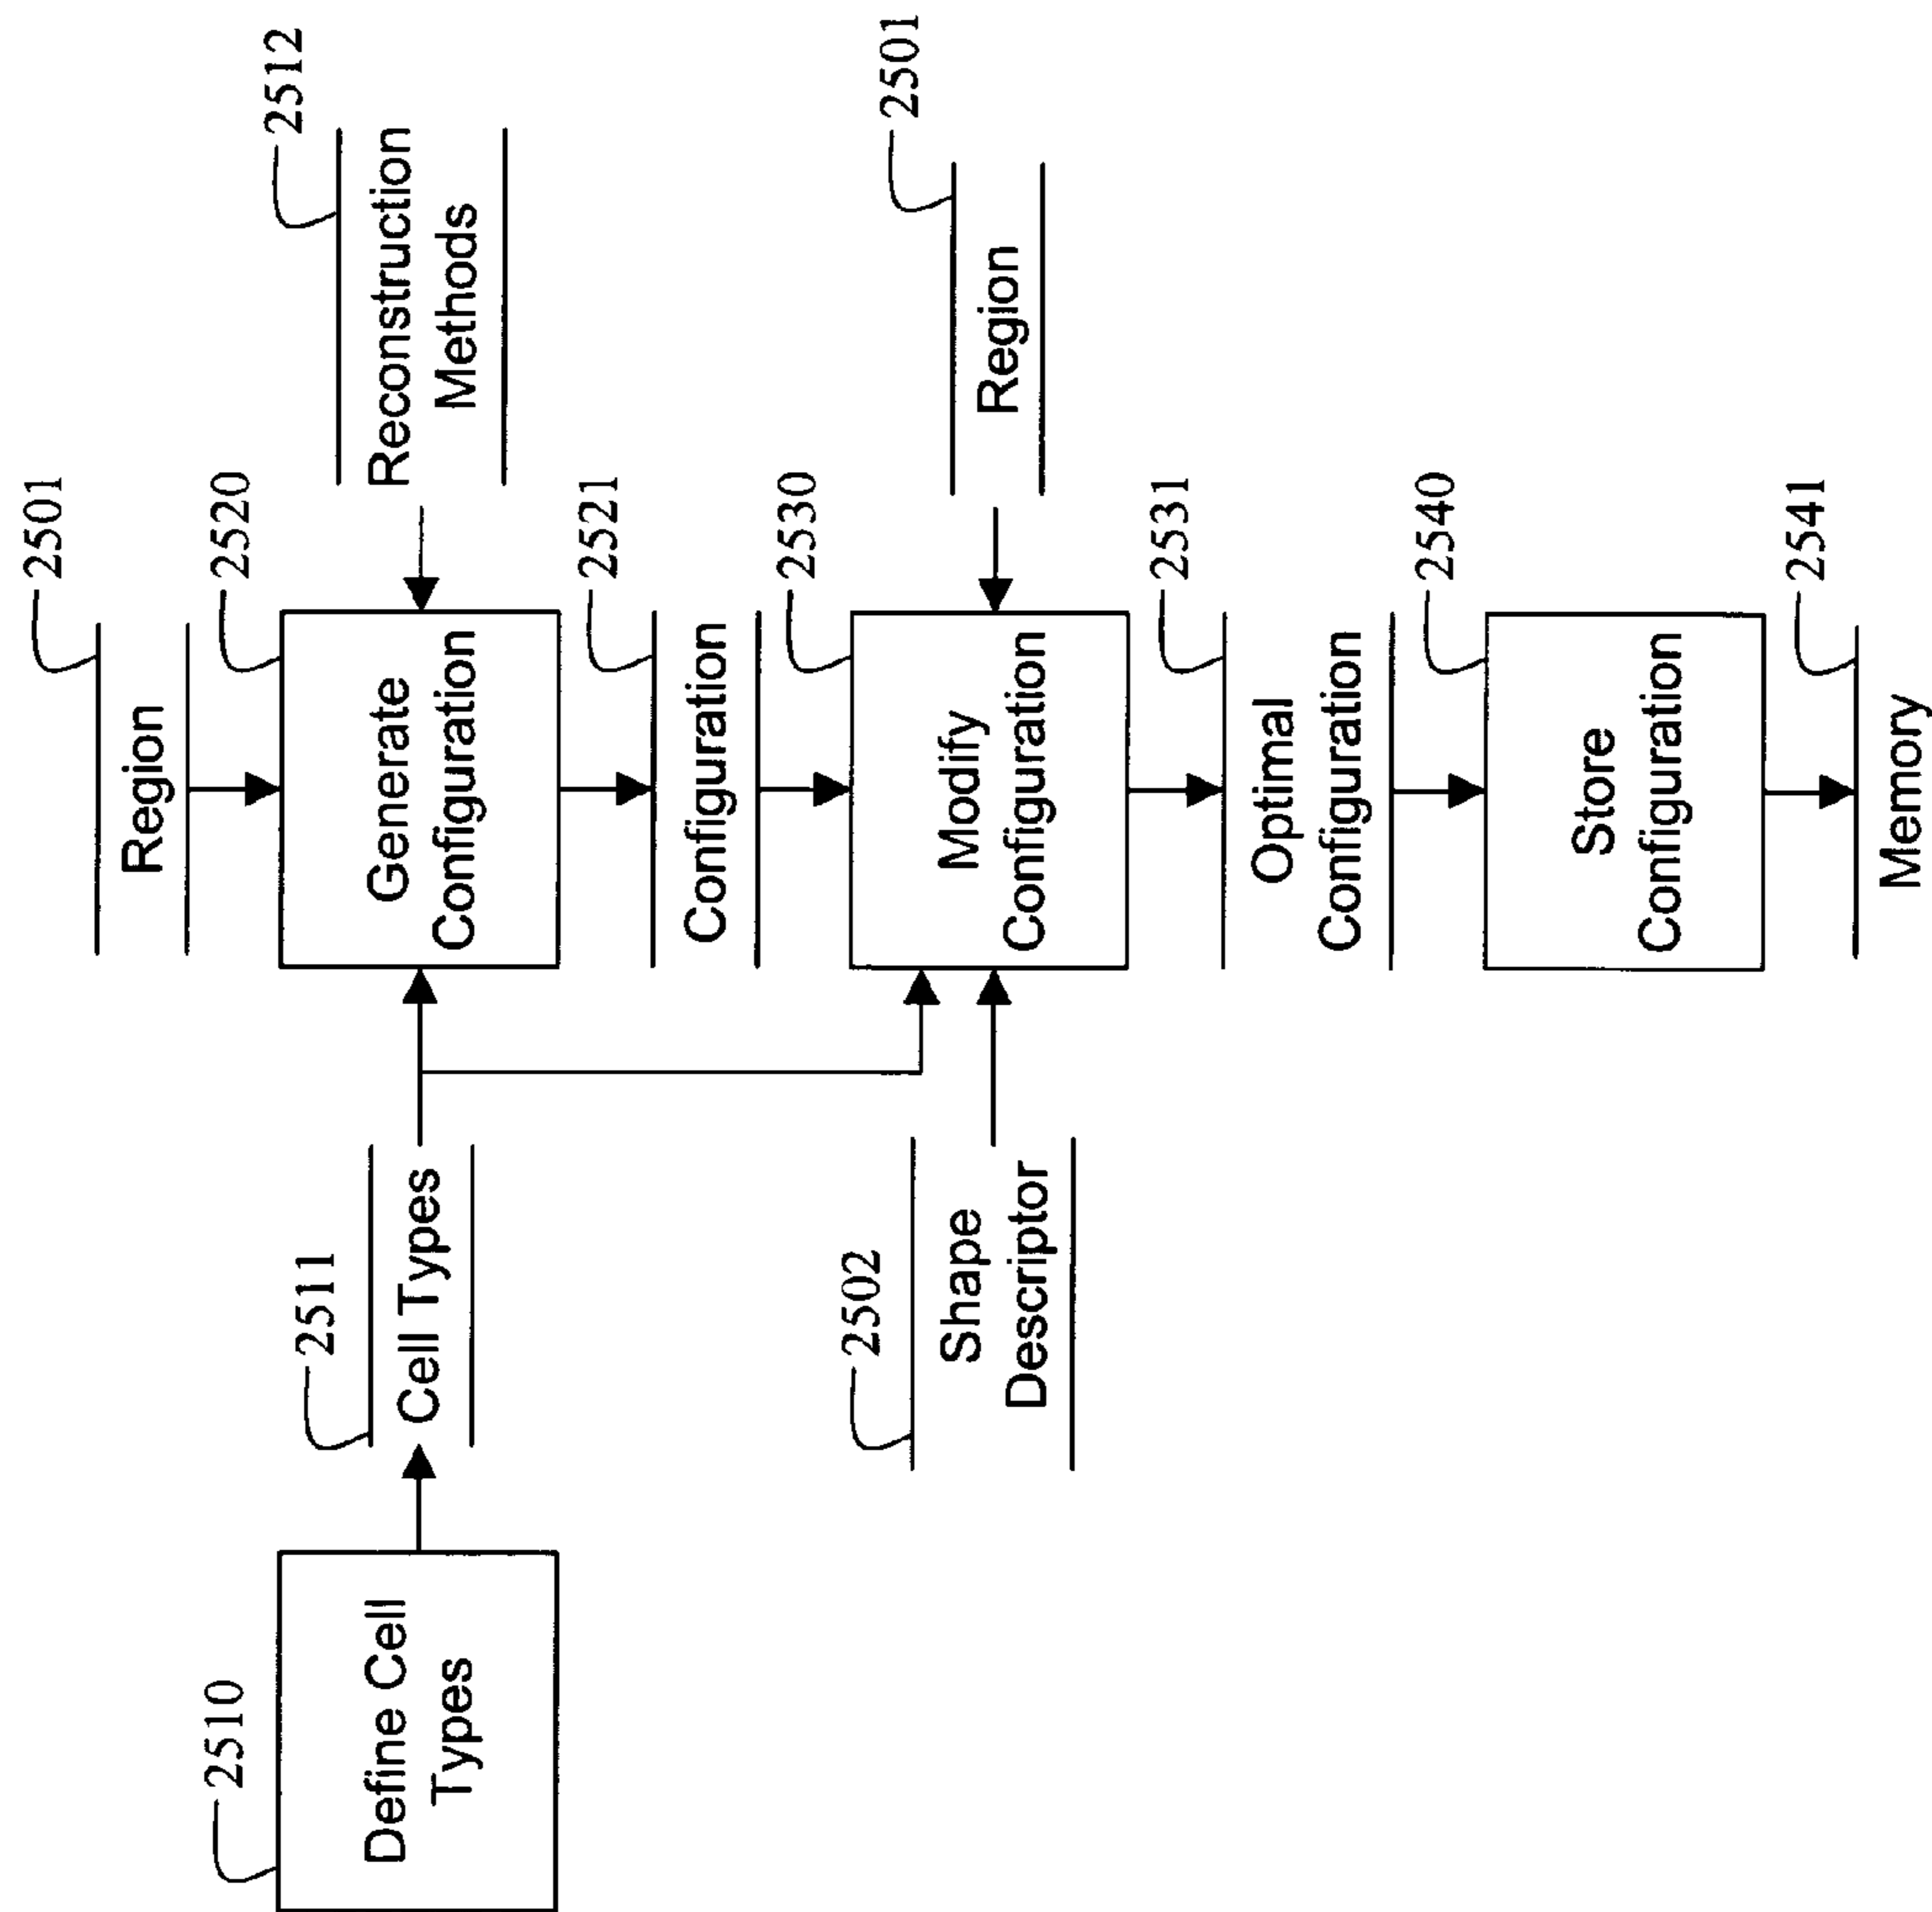 2501
Region
2510
Define Cell
Types
2511
Cell Types
2520
Generate
Configuration
2512
Reconstruction
Methods
2521
Configuration
2502
Shape
Descriptor
2530
Modify
Configuration
2501
Region
2531
Optimal
Configuration
2540
Store
Configuration
2541
Memory